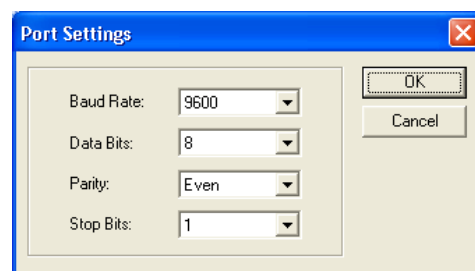 Port Settings
Baud Rate: 9600
Data Bits: 8
Parity: Even
Stop Bits: 1
OK
Cancel